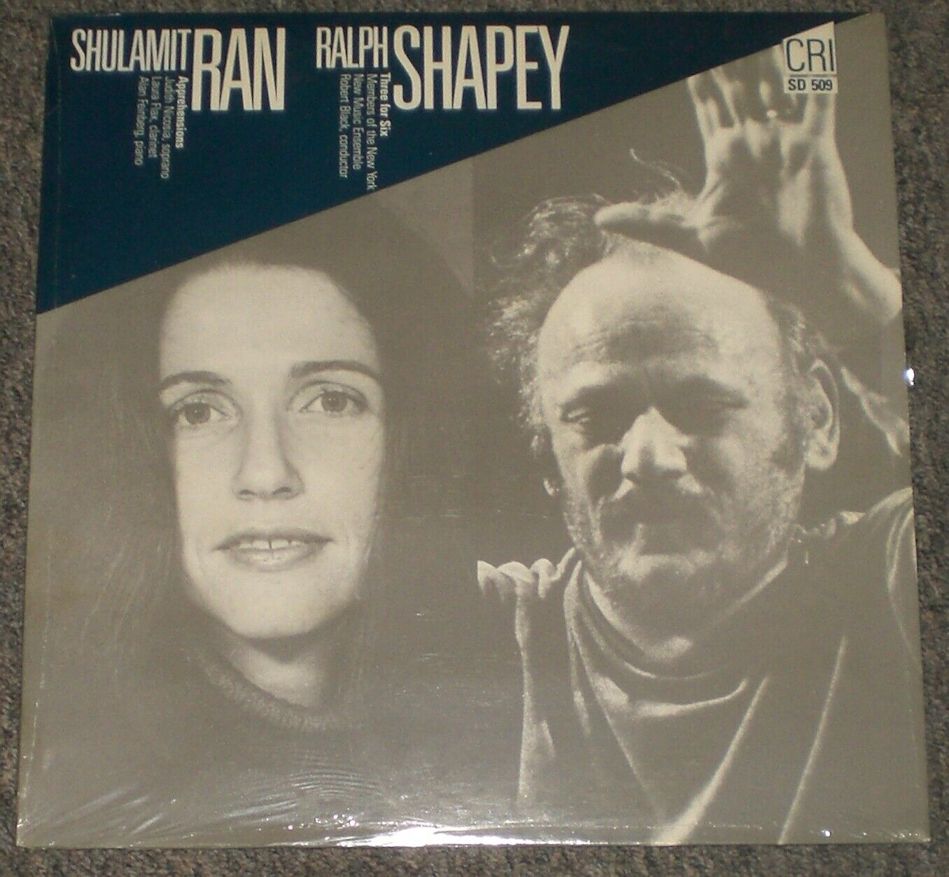 SHULAMIT
RAN
Apprehensions
Judith Nicosia, soprano
Laura Flax, clarinet
Alan Feinberg, piano
RALPH
SHAPEY
Three for Six
Members of the New York
New Music Ensemble
Robert Black, conductor
CRI
SD 509